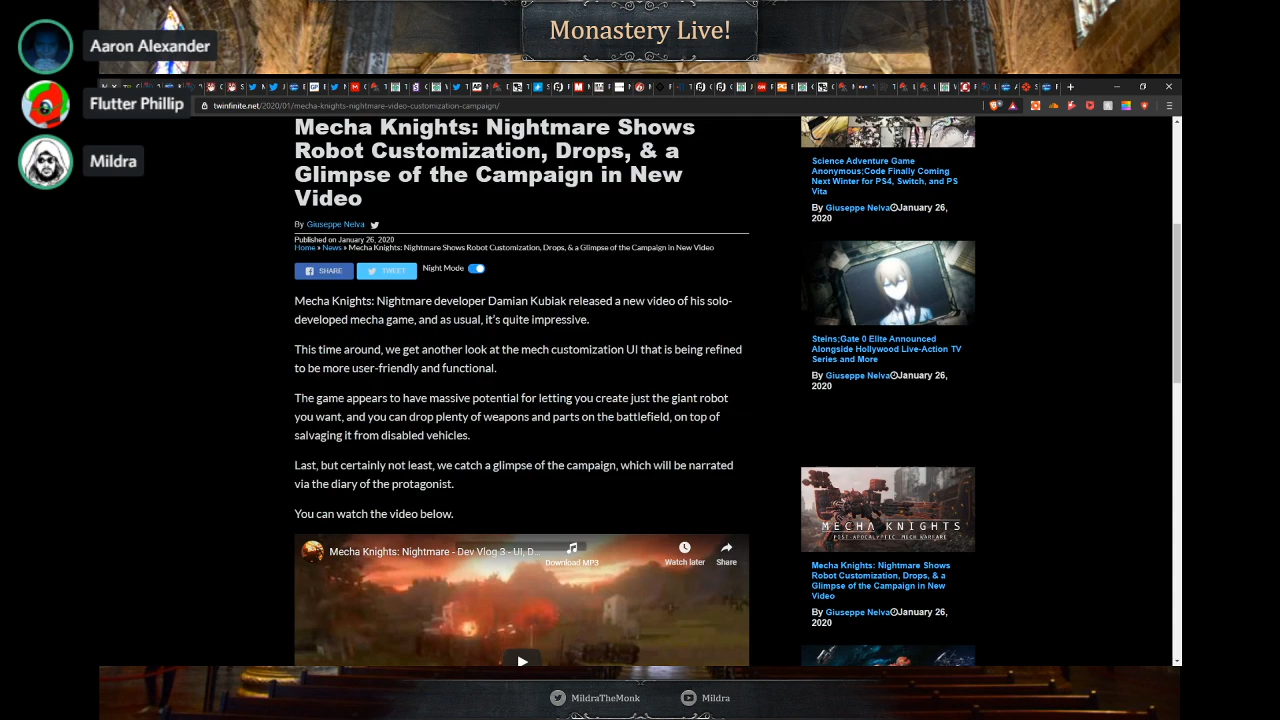 Monastery Live!
Aaron Alexander
Flutter Phillip
Mildra
twinfinite.net/2020/01/mecha-knights-nightmare-video-customization-campaign/
Mecha Knights: Nightmare Shows
Robot Customization, Drops, & a
Glimpse of the Campaign in New
Video
By Giuseppe Nelva
Published on January 26, 2020
Home » News » Mecha Knights: Nightmare Shows Robot Customization, Drops, & a Glimpse of the Campaign in New Video
SHARE
TWEET
Night Mode
Mecha Knights: Nightmare developer Damian Kubiak released a new video of his solo-
developed mecha game, and as usual, it's quite impressive.
This time around, we get another look at the mech customization UI that is being refined
to be more user-friendly and functional.
The game appears to have massive potential for letting you create just the giant robot
you want, and you can drop plenty of weapons and parts on the battlefield, on top of
salvaging it from disabled vehicles.
Last, but certainly not least, we catch a glimpse of the campaign, which will be narrated
via the diary of the protagonist.
You can watch the video below.
Mecha Knights: Nightmare - Dev Vlog 3 - UI, D...
Download MP3
Watch later
Share
Science Adventure Game
Anonymous;Code Finally Coming
Next Winter for PS4, Switch, and PS
Vita
By Giuseppe Nelva January 26,
2020
Steins;Gate 0 Elite Announced
Alongside Hollywood Live-Action TV
Series and More
By Giuseppe Nelva January 26,
2020
MECHA KNIGHTS
POST-APOCALYPTIC MECH WARFARE
Mecha Knights: Nightmare Shows
Robot Customization, Drops, & a
Glimpse of the Campaign in New
Video
By Giuseppe Nelva January 26,
2020
MildraTheMonk
Mildra